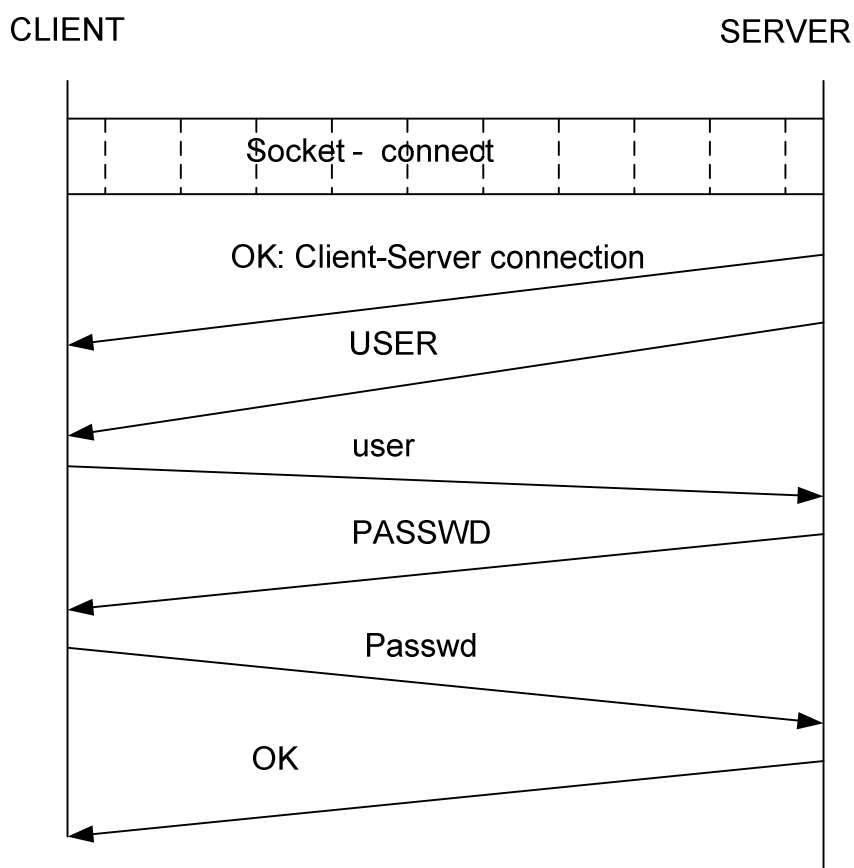 CLIENT
SERVER
Socket - connect
OK: Client-Server connection
USER
user
PASSWD
Passwd
OK